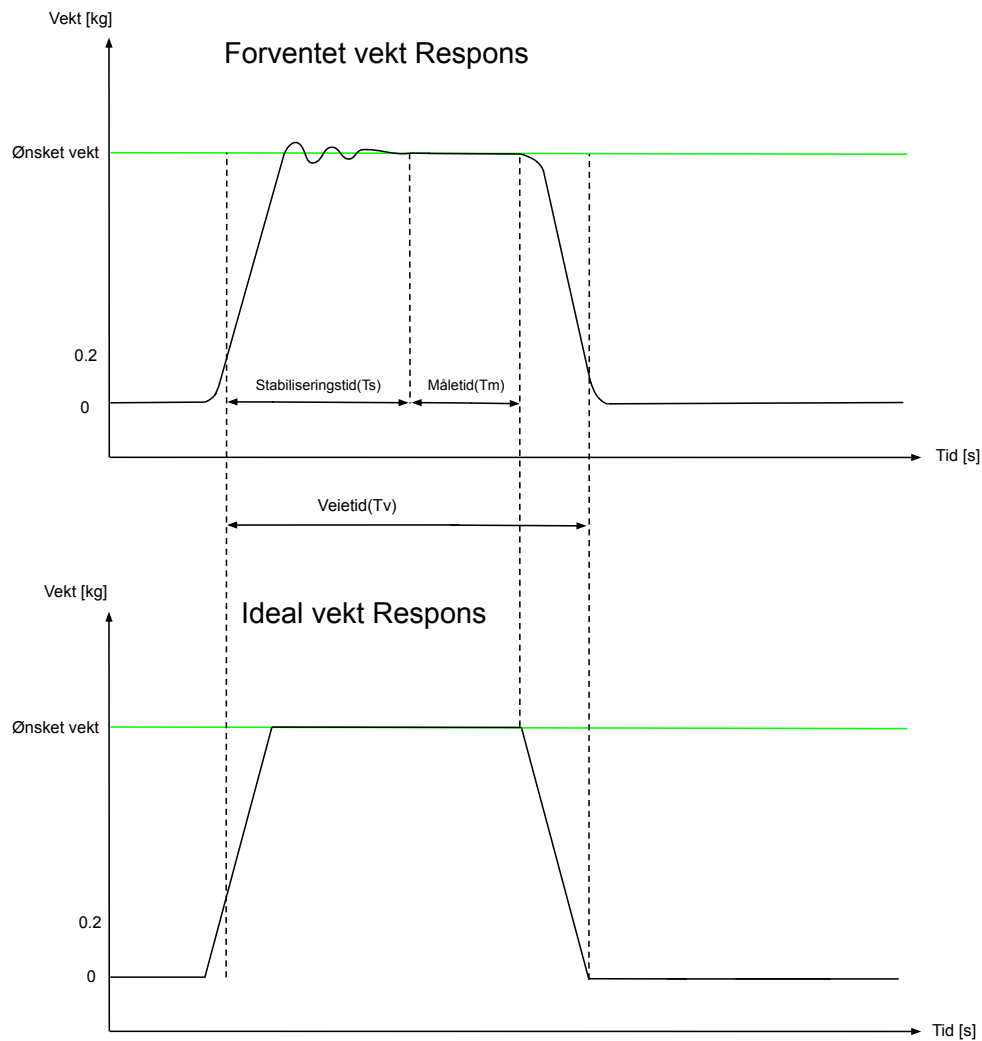 Vekt [kg]
Forventet vekt Respons
Ønsket vekt
0.2
Stabiliseringstid(Ts)
Måletid(Tm)
0
Tid [s]
Veietid(Tv)
Vekt [kg]
Ideal vekt Respons
Ønsket vekt
0.2
0
Tid [s]